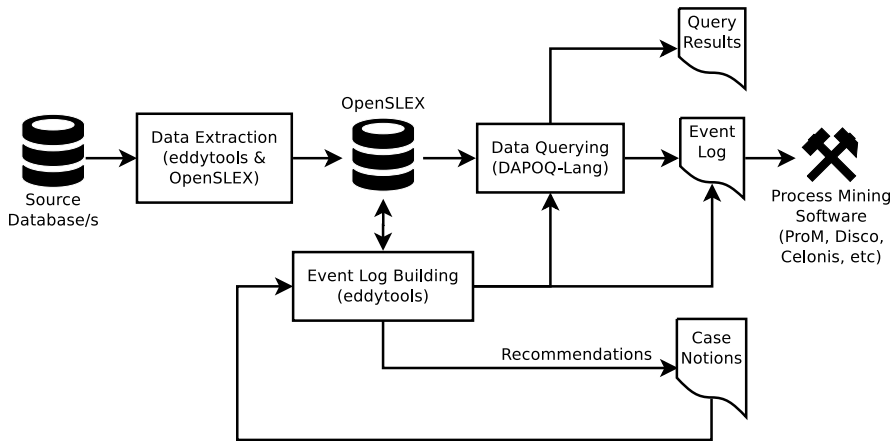 Query
Results
OpenSLEX
Data Extraction
(eddytools &
OpenSLEX)
Data Querying
(DAPOQ-Lang)
Event
Log
Source
Database/s
Process Mining
Software
(ProM, Disco,
Celonis, etc)
Event Log Building
(eddytools)
Recommendations
Case
Notions